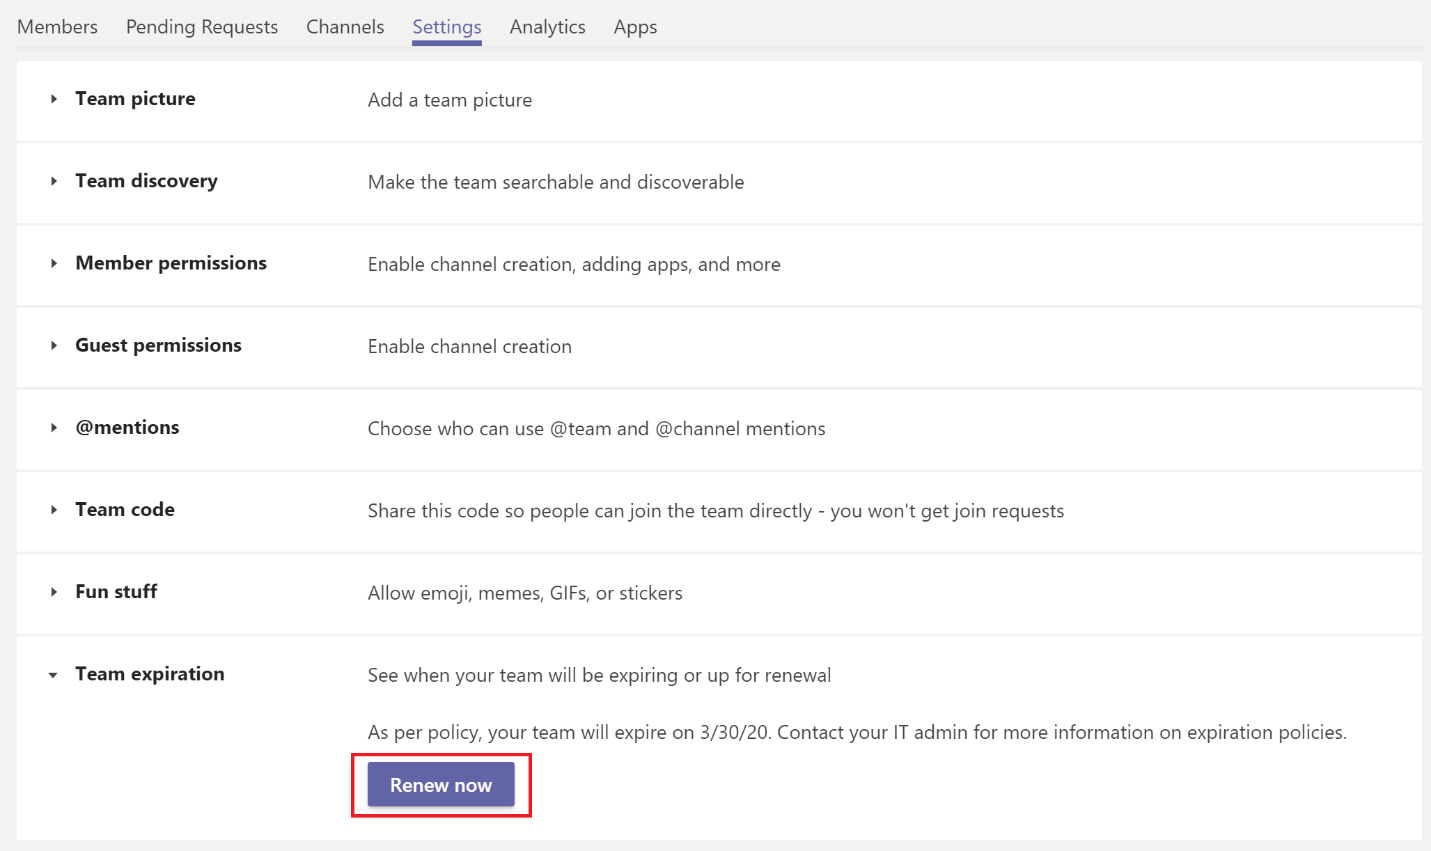 Members Pending Requests Channels Settings Analytics Apps
Team picture Add a team picture
Team discovery Make the team searchable and discoverable
Member permissions Enable channel creation, adding apps, and more
Guest permissions Enable channel creation
@mentions Choose who can use @team and @channel mentions
Team code Share this code so people can join the team directly - you won't get join requests
Fun stuff Allow emoji, memes, GIFs, or stickers
Team expiration See when your team will be expiring or up for renewal
As per policy, your team will expire on 3/30/20. Contact your IT admin for more information on expiration policies.
Renew now